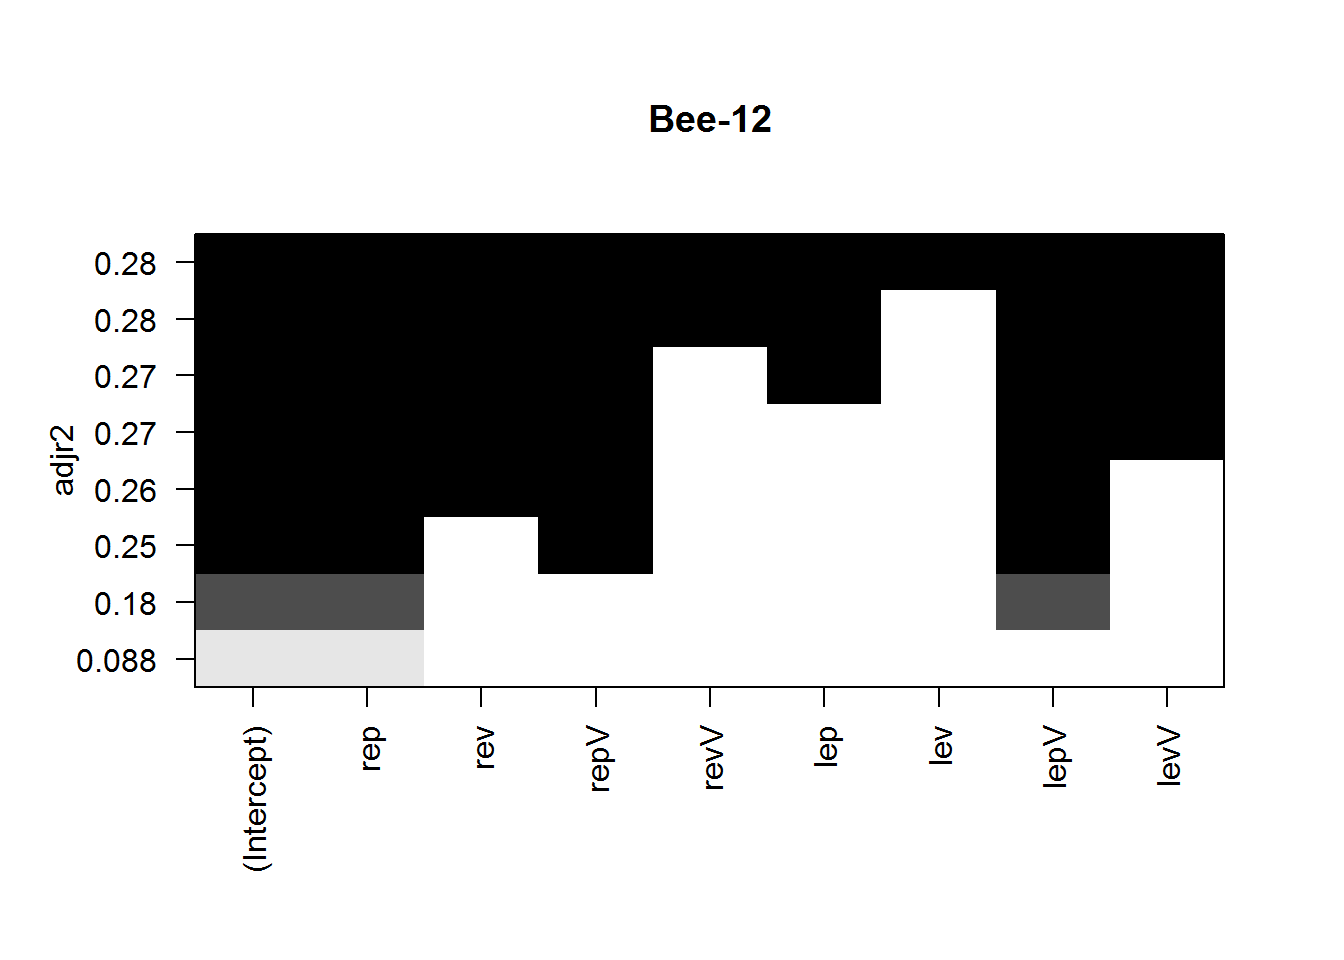 Bee-12
adjr2
0.28
0.28
0.27
0.27
0.26
0.25
0.18
0.088
(Intercept)
rep
rev
repV
revV
lep
lev
lepV
levV